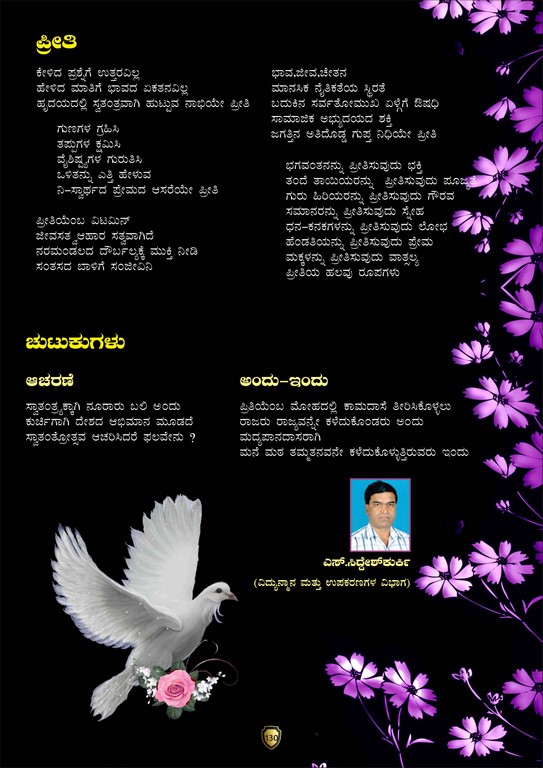 ಪ್ರೀತಿ
ಕೇಳಿದ ಪ್ರಶ್ನೆಗೆ ಉತ್ತರವಿಲ್ಲ
ಹೇಳಿದ ಮಾತಿಗೆ ಭಾವದ ಏಕತನವಿಲ್ಲ
ಹೃದಯದಲ್ಲಿ ಸ್ವತಂತ್ರವಾಗಿ ಹುಟ್ಟುವ ನಾಭಿಯೇ ಪ್ರೀತಿ
ಗುಣಗಳ ಗ್ರಹಿಸಿ
ತಪ್ಪುಗಳ ಕ್ಷಮಿಸಿ
ವೈಶಿಷ್ಟ್ಯಗಳ ಗುರುತಿಸಿ
ಒಳಿತನ್ನು ಎತ್ತಿ ಹೇಳುವ
ನಿ-ಸ್ವಾರ್ಥದ ಪ್ರೇಮದ ಆಸರೆಯೇ ಪ್ರೀತಿ
ಪ್ರೀತಿಯೆಂಬ ವಿಟಮಿನ್
ಜೀವಸತ್ವ ಆಹಾರ ಸತ್ವವಾಗಿದೆ
ನರಮಂಡಲದ ದೌರ್ಬಲ್ಯಕ್ಕೆ ಮುಕ್ತಿ ನೀಡಿ
ಸಂತಸದ ಬಾಳಿಗೆ ಸಂಜೀವಿನಿ
ಭಾವ,ಜೀವ,ಚೇತನ
ಮಾನಸಿಕ ನೈತಿಕತೆಯ ಸ್ಥಿರತೆ
ಬದುಕಿನ ಸರ್ವತೋಮುಖ ಏಳ್ಗೆಗೆ ಔಷಧಿ
ಸಾಮಾಜಿಕ ಅಭ್ಯುದಯದ ಶಕ್ತಿ
ಜಗತ್ತಿನ ಅತಿದೊಡ್ಡ ಗುಪ್ತ ನಿಧಿಯೇ ಪ್ರೀತಿ
ಭಗವಂತನನ್ನು ಪ್ರೀತಿಸುವುದು ಭಕ್ತಿ
ತಂದೆ ತಾಯಿಯರನ್ನು ಪ್ರೀತಿಸುವುದು ಪೂಜ್ಯತೆ
ಗುರು ಹಿರಿಯರನ್ನು ಪ್ರೀತಿಸುವುದು ಗೌರವ
ಸಮಾನರನ್ನು ಪ್ರೀತಿಸುವುದು ಸ್ನೇಹ
ಧನ-ಕನಕಗಳನ್ನು ಪ್ರೀತಿಸುವುದು ಲೋಭ
ಹೆಂಡತಿಯನ್ನು ಪ್ರೀತಿಸುವುದು ಪ್ರೇಮ
ಮಕ್ಕಳನ್ನು ಪ್ರೀತಿಸುವುದು ವಾತ್ಸಲ್ಯ
ಪ್ರೀತಿಯ ಹಲವು ರೂಪಗಳು
ಚುಟುಕುಗಳು
ಆಚರಣೆ
ಸ್ವಾತಂತ್ರ್ಯಕ್ಕಾಗಿ ನೂರಾರು ಬಲಿ ಅಂದು
ಕುರ್ಚಿಗಾಗಿ ದೇಶದ ಅಭಿಮಾನ ಮೂಡದೆ
ಸ್ವಾತಂತ್ರೋತ್ಸವ ಆಚರಿಸಿದರೆ ಫಲವೇನು ?
ಅಂದು-ಇಂದು
ಪ್ರಿತಿಯೆಂಬ ಮೋಹದಲ್ಲಿ ಕಾಮದಾಸೆ ತೀರಿಸಿಕೊಳ್ಳಲು
ರಾಜರು ರಾಜ್ಯವನ್ನೇ ಕಳೆದುಕೊಂಡರು ಅಂದು
ಮದ್ಯಪಾನದಾಸರಾಗಿ
ಮನೆ ಮಠ ತಮ್ಮತನವನೇ ಕಳೆದುಕೊಳ್ಳುತ್ತಿರುವರು ಇಂದು
ಎಸ್.ಸಿದ್ದೇಶ್‌ಕುರ್ಕಿ
(ವಿದ್ಯುನ್ಮಾನ ಮತ್ತು ಉಪಕರಣಗಳ ವಿಭಾಗ)
130